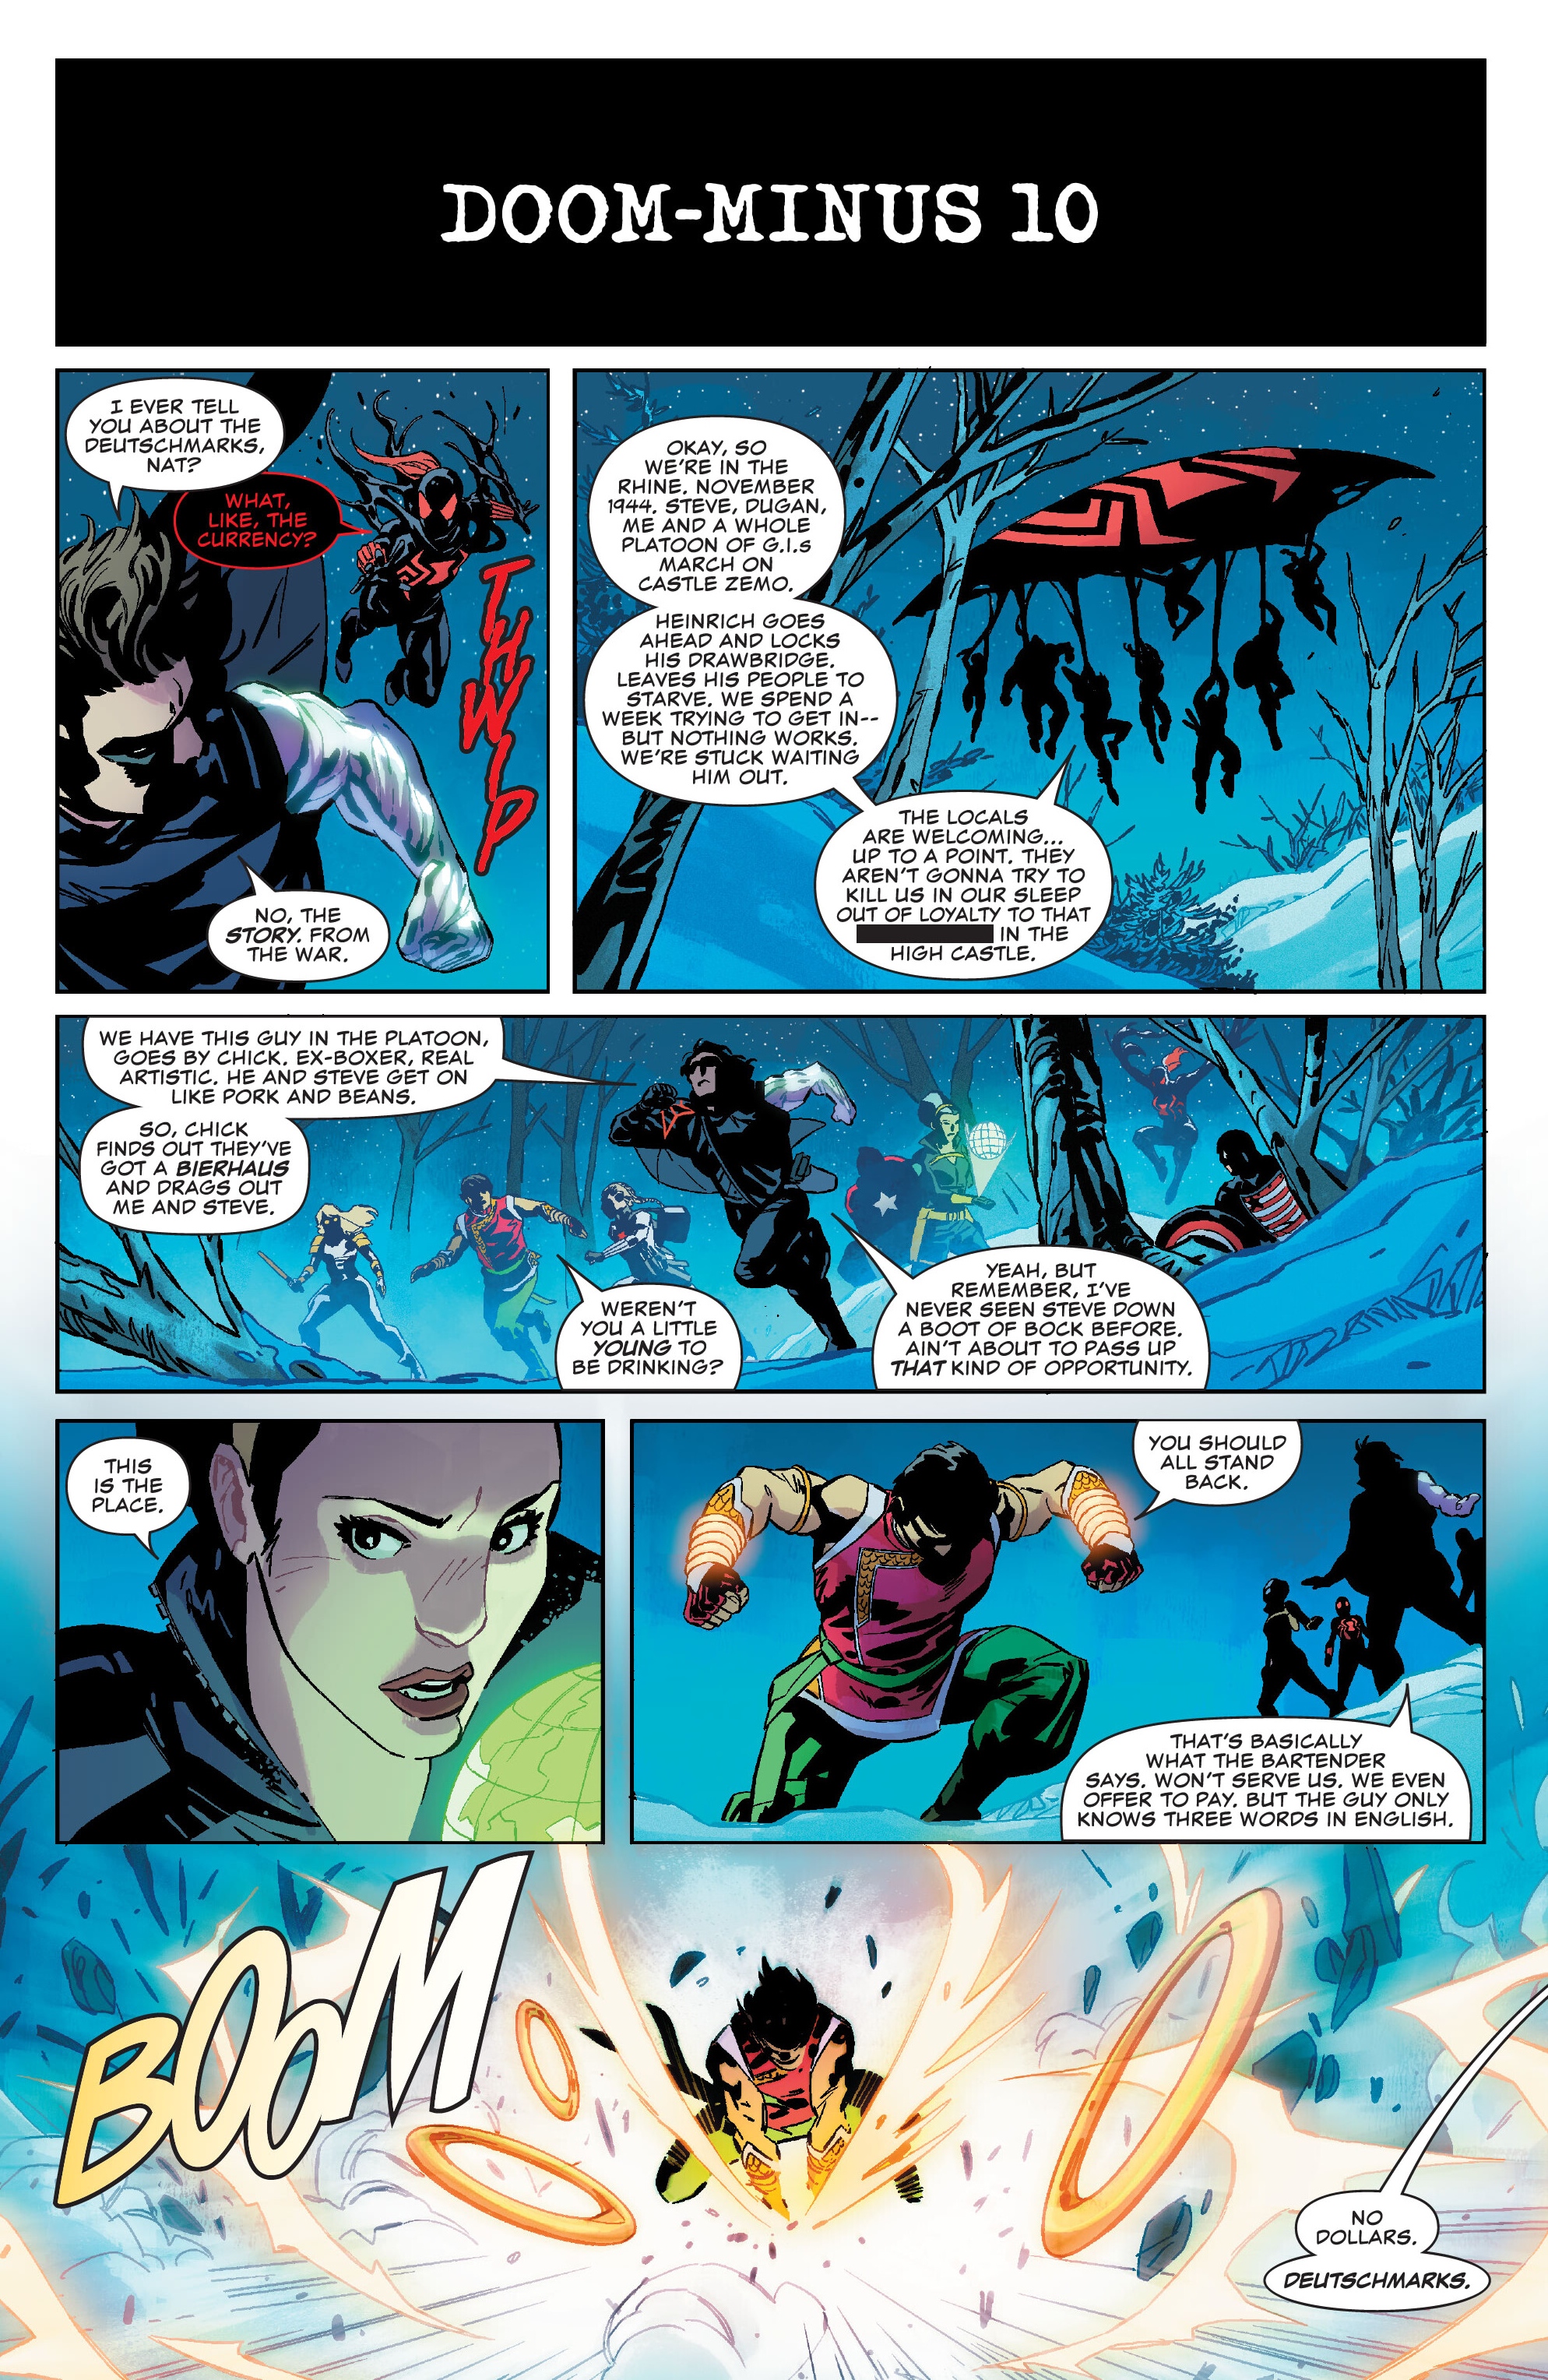 DOOM-MINUS 10
I EVER TELL
YOU ABOUT THE
DEUTSCHMARKS,
NAT?
WHAT,
LIKE, THE
CURRENCY?
THWIP
NO, THE
STORY. FROM
THE WAR.
OKAY, SO
WE'RE IN THE
RHINE. NOVEMBER
1944. STEVE, DUGAN,
ME AND A WHOLE
PLATOON OF G.I.s
MARCH ON
CASTLE ZEMO.
HEINRICH GOES
AHEAD AND LOCKS
HIS DRAWBRIDGE.
LEAVES HIS PEOPLE TO
STARVE. WE SPEND A
WEEK TRYING TO GET IN--
BUT NOTHING WORKS.
WE'RE STUCK WAITING
HIM OUT.
THE LOCALS
ARE WELCOMING...
UP TO A POINT. THEY
AREN'T GONNA TRY TO
KILL US IN OUR SLEEP
OUT OF LOYALTY TO THAT
IN THE
HIGH CASTLE.
WE HAVE THIS GUY IN THE PLATOON,
GOES BY CHICK. EX-BOXER, REAL
ARTISTIC. HE AND STEVE GET ON
LIKE PORK AND BEANS.
SO, CHICK
FINDS OUT THEY'VE
GOT A BIERHAUS
AND DRAGS OUT
ME AND STEVE.
WEREN'T
YOU A LITTLE
YOUNG TO
BE DRINKING?
YEAH, BUT
REMEMBER, I'VE
NEVER SEEN STEVE DOWN
A BOOT OF BOCK BEFORE.
AIN'T ABOUT TO PASS UP
THAT KIND OF OPPORTUNITY.
THIS
IS THE
PLACE.
YOU SHOULD
ALL STAND
BACK.
THAT'S BASICALLY
WHAT THE BARTENDER
SAYS. WON'T SERVE US. WE EVEN
OFFER TO PAY. BUT THE GUY ONLY
KNOWS THREE WORDS IN ENGLISH.
BOOM
NO
DOLLARS.
DEUTSCHMARKS.